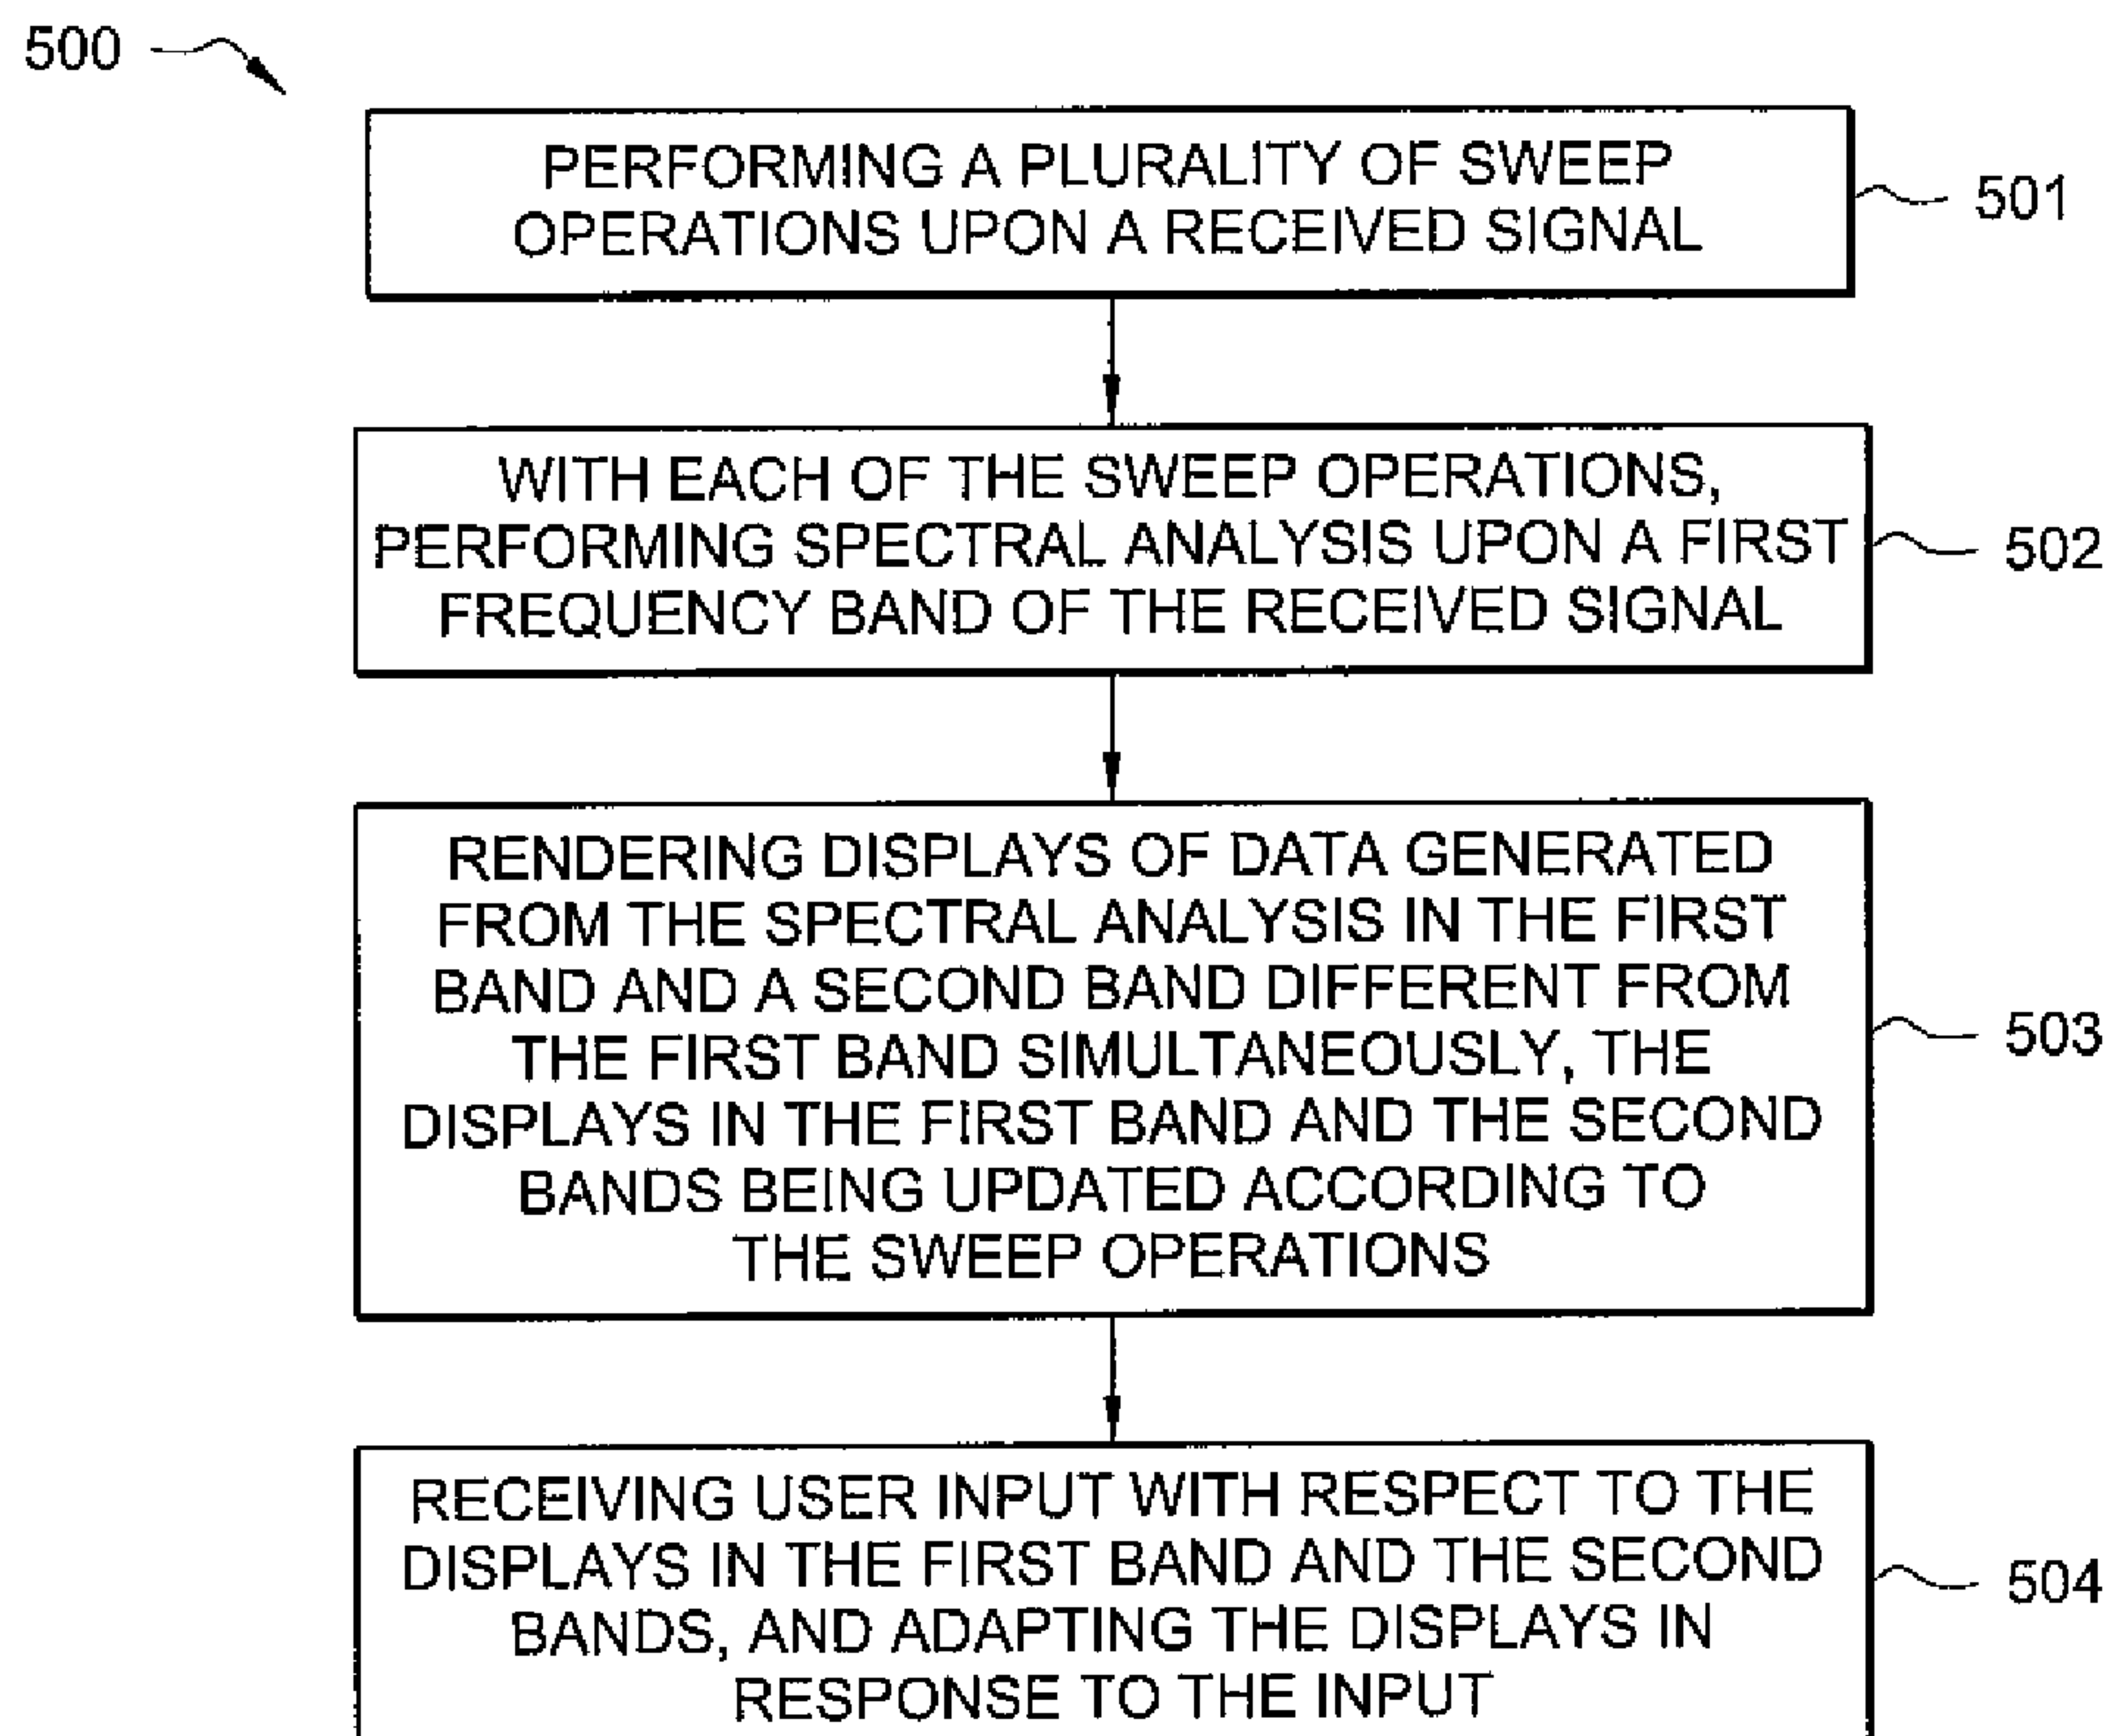 500
PERFORMING A PLURALITY OF SWEEP
OPERATIONS UPON A RECEIVED SIGNAL
501
WITH EACH OF THE SWEEP OPERATIONS,
PERFORMING SPECTRAL ANALYSIS UPON A FIRST
FREQUENCY BAND OF THE RECEIVED SIGNAL
502
RENDERING DISPLAYS OF DATA GENERATED
FROM THE SPECTRAL ANALYSIS IN THE FIRST
BAND AND A SECOND BAND DIFFERENT FROM
THE FIRST BAND SIMULTANEOUSLY, THE
DISPLAYS IN THE FIRST BAND AND THE SECOND
BANDS BEING UPDATED ACCORDING TO
THE SWEEP OPERATIONS
503
RECEIVING USER INPUT WITH RESPECT TO THE
DISPLAYS IN THE FIRST BAND AND THE SECOND
BANDS, AND ADAPTING THE DISPLAYS IN
RESPONSE TO THE INPUT
504